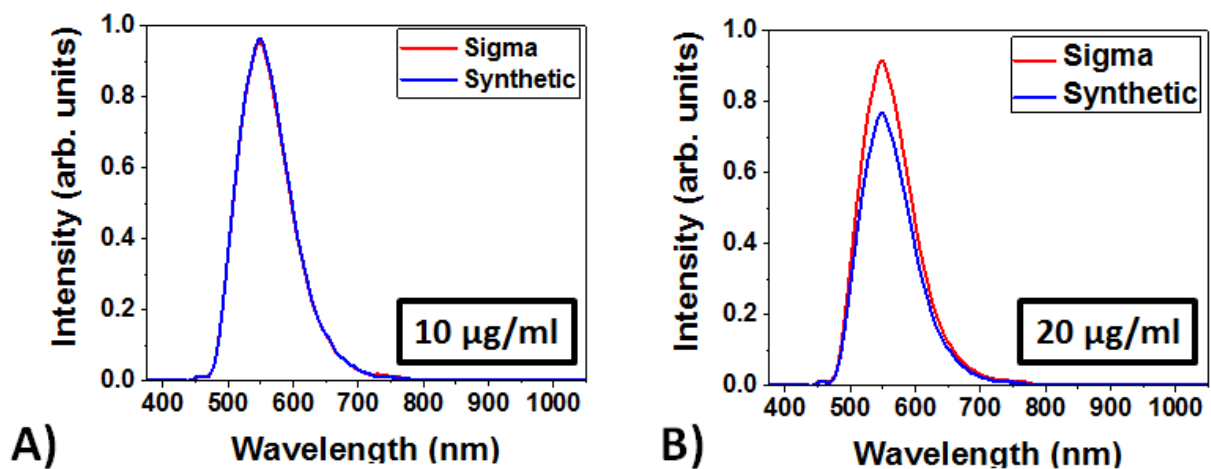 1.0
0.8
0.6
0.4
0.2
0.0
Intensity (arb. units)
Sigma
Synthetic
10 µg/ml
400 500 600 700 800 900 1000
Wavelength (nm)
A)
1.0
0.8
0.6
0.4
0.2
0.0
Intensity (arb. units)
Sigma
Synthetic
20 µg/ml
400 500 600 700 800 900 1000
Wavelength (nm)
B)